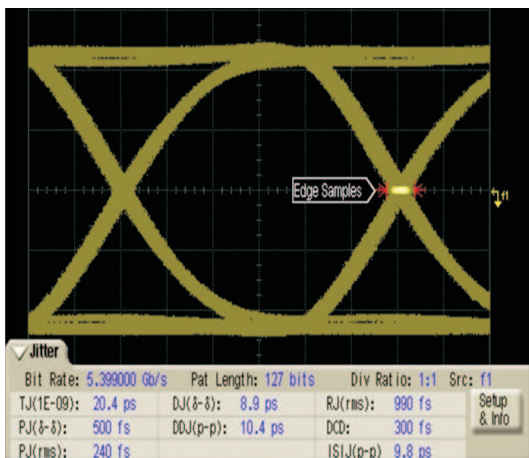 Edge Samples
f1
Jitter
Bit Rate: 5.399000 Gb/s Pat Length: 127 bits Div Ratio: 1:1 Src: f1
TJ(1E-09): 20.4 ps DJ(δ-δ): 8.9 ps RJ(rms): 990 fs
PJ(δ-δ): 500 fs DDJ(p-p): 10.4 ps DCD: 300 fs
PJ(rms): 240 fs ISIJ(p-p) 9.8 ps
Setup
& Info